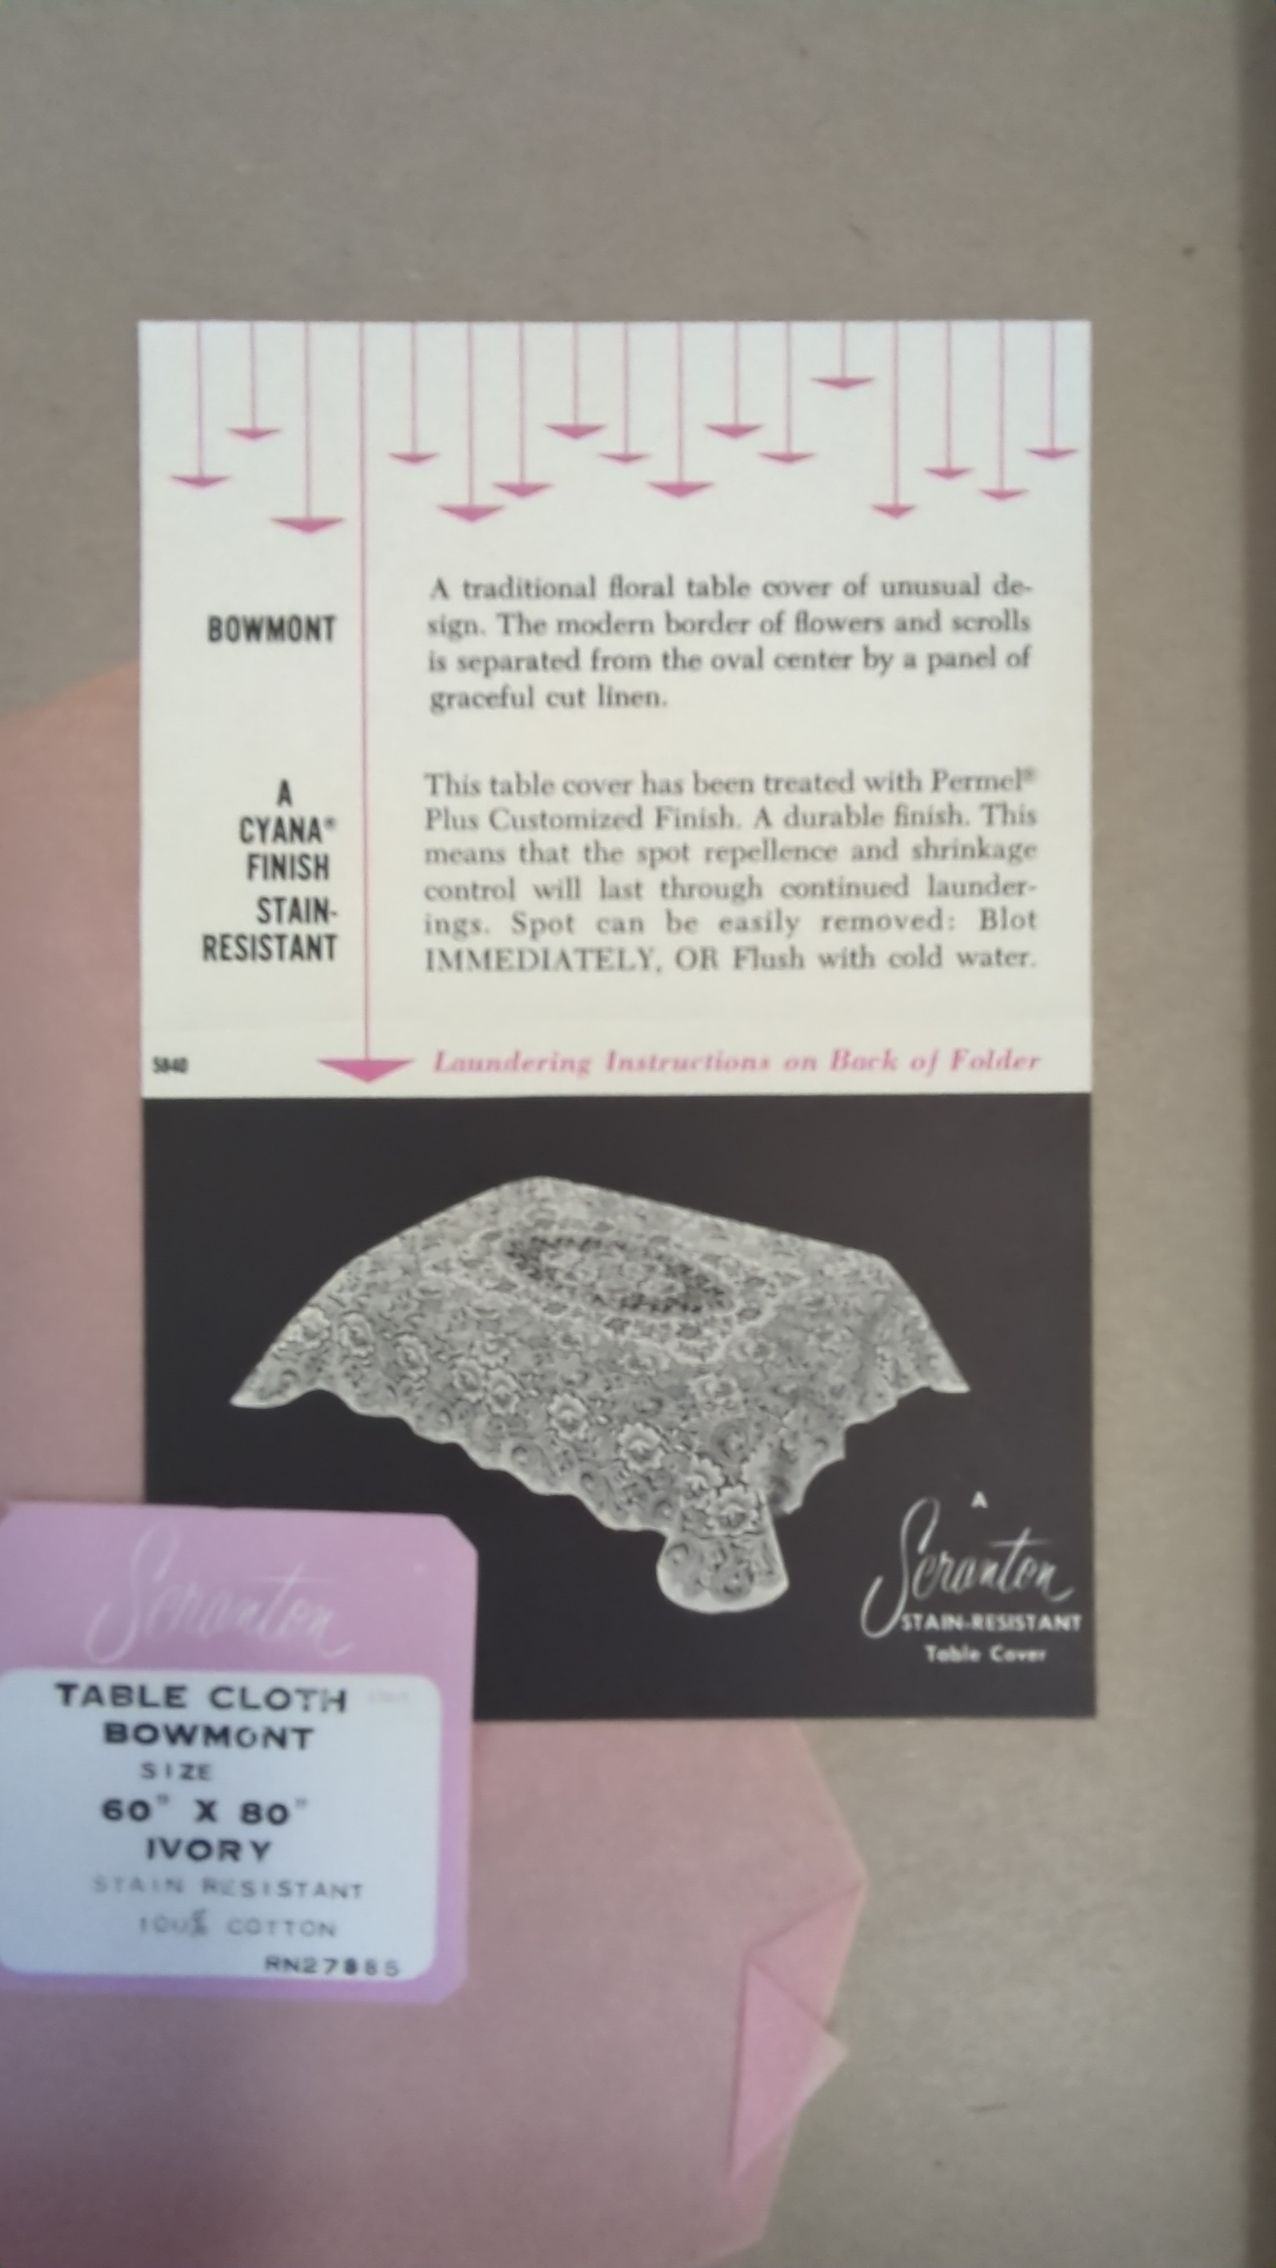 BOWMONT
A traditional floral table cover of unusual de-
sign. The modern border of flowers and scrolls
is separated from the oval center by a panel of
graceful cut linen.
A
CYANA®
FINISH
STAIN-
RESISTANT
This table cover has been treated with Permel®
Plus Customized Finish. A durable finish. This
means that the spot repellence and shrinkage
control will last through continued launder-
ings. Spot can be easily removed: Blot
IMMEDIATELY, OR Flush with cold water.
5840
Laundering Instructions on Back of Folder
A
Scranton
STAIN-RESISTANT
Table Cover
Scranton
TABLE CLOTH
BOWMONT
SIZE
60" X 80"
IVORY
STAIN RESISTANT
100% COTTON
RN27885